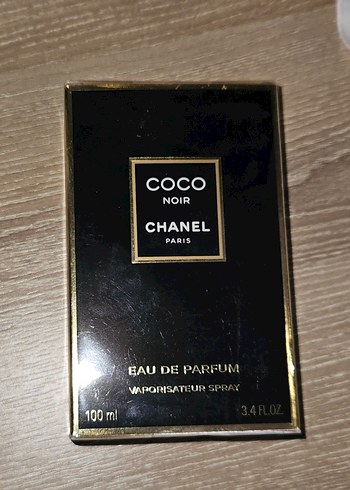 COCO
NOIR
CHANEL
PARIS
EAU DE PARFUM
VAPORISATEUR SPRAY
100 ml 3.4 FL.OZ.